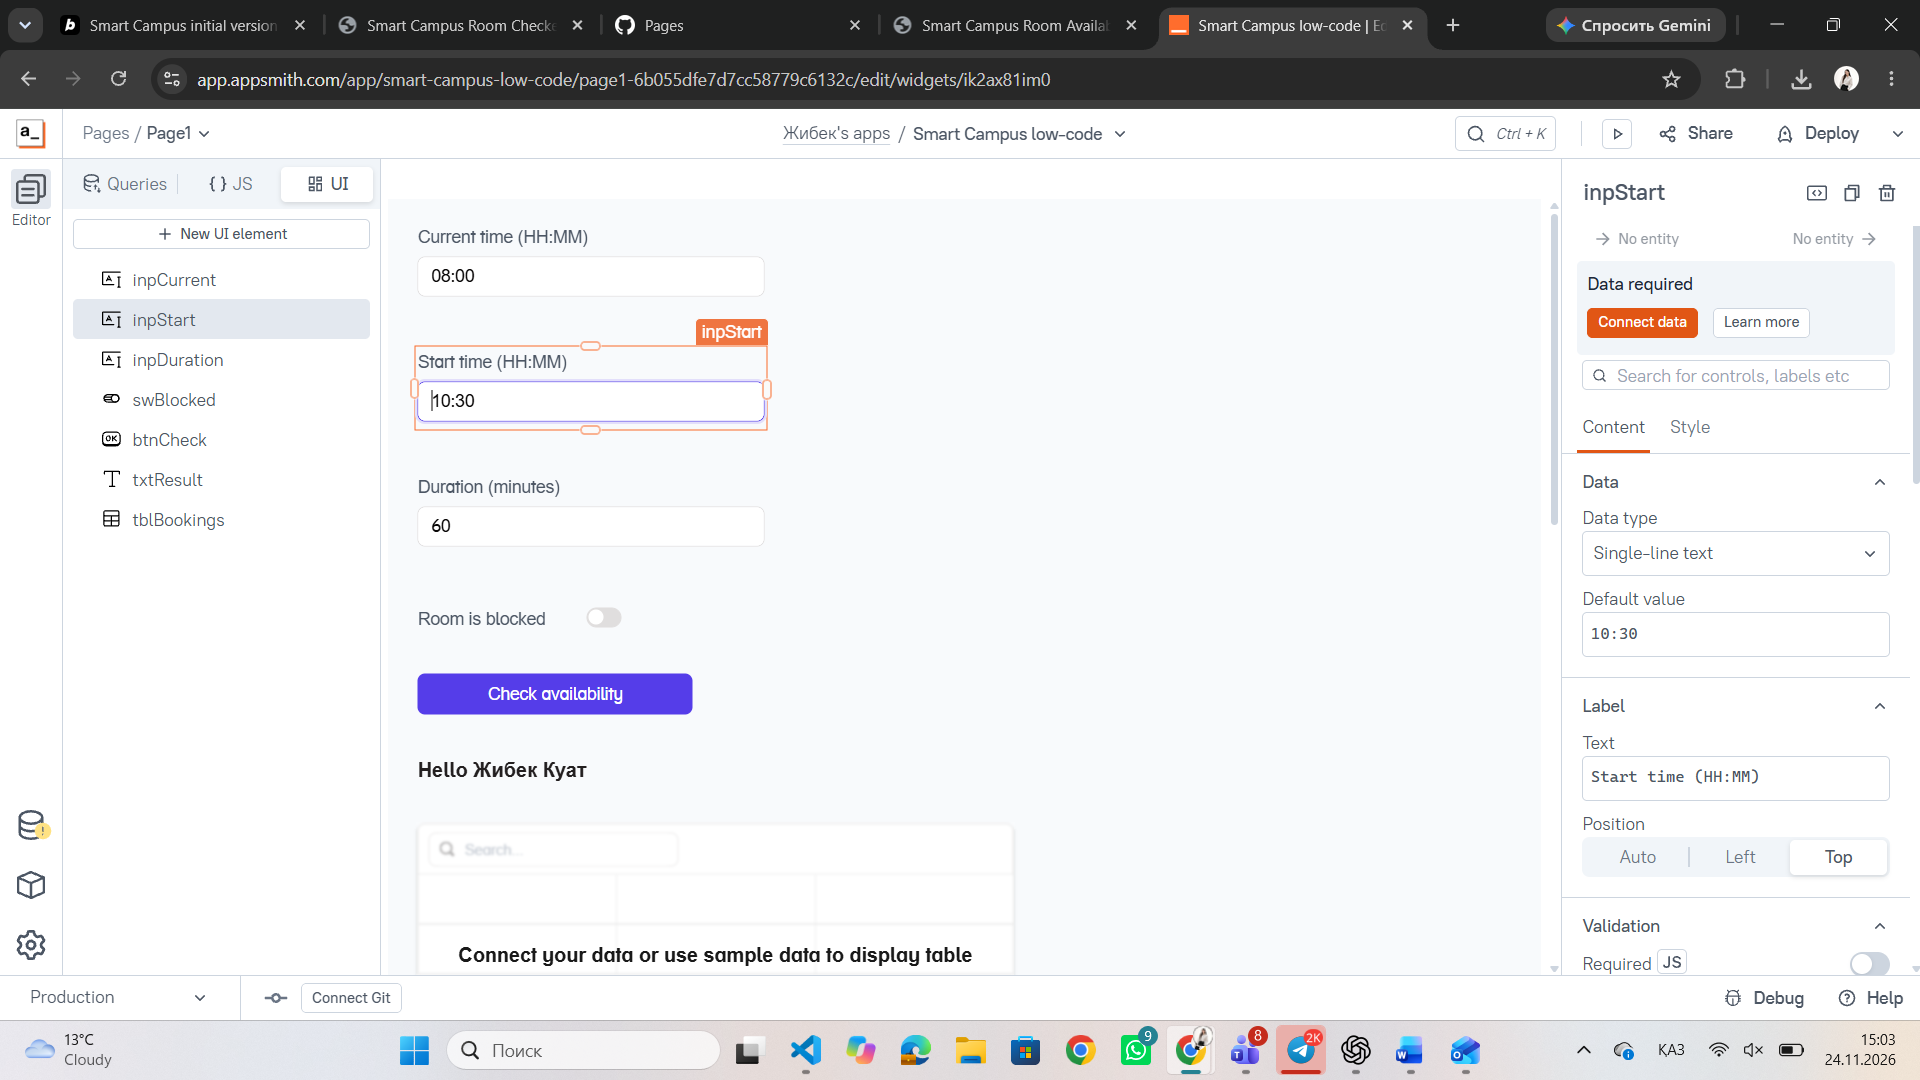 Smart Campus initial version
Smart Campus Room Checke
Pages
Smart Campus Room Availab
Smart Campus low-code | Ed
Спросить Gemini
app.appsmith.com/app/smart-campus-low-code/page1-6b055dfe7d7cc58779c6132c/edit/widgets/ik2ax81im0
a_
Pages / Page1
Жибек's apps / Smart Campus low-code
Ctrl + K
Share
Deploy
Editor
Queries
{ } JS
UI
+ New UI element
inpCurrent
inpStart
inpDuration
swBlocked
btnCheck
txtResult
tblBookings
Current time (HH:MM)
08:00
inpStart
Start time (HH:MM)
10:30
Duration (minutes)
60
Room is blocked
Check availability
Hello Жибек Куат
Search...
Connect your data or use sample data to display table
inpStart
No entity
No entity
Data required
Connect data
Learn more
Search for controls, labels etc
Content
Style
Data
Data type
Single-line text
Default value
10:30
Label
Text
Start time (HH:MM)
Position
Auto
Left
Top
Validation
Required JS
Production
Connect Git
Debug
Help
13°C
Cloudy
Поиск
9
8
2K
ҚАЗ
15:03
24.11.2026